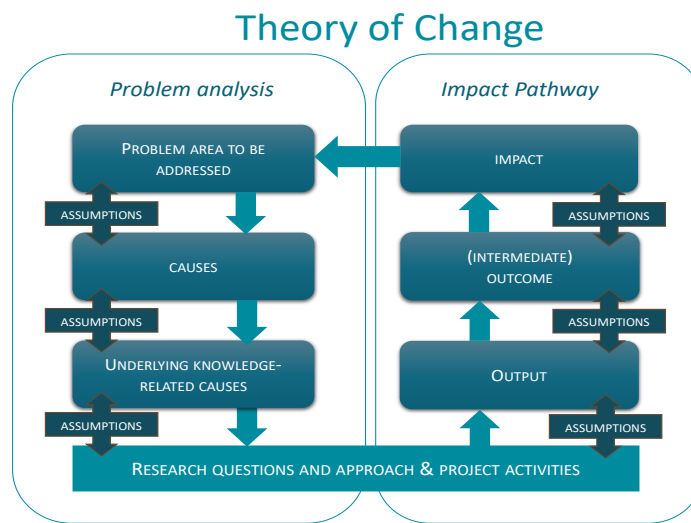 Theory of Change
Problem analysis
PROBLEM AREA TO BE
ADDRESSED
ASSUMPTIONS
CAUSES
ASSUMPTIONS
UNDERLYING KNOWLEDGE-
RELATED CAUSES
ASSUMPTIONS
Impact Pathway
IMPACT
ASSUMPTIONS
(INTERMEDIATE)
OUTCOME
ASSUMPTIONS
OUTPUT
ASSUMPTIONS
RESEARCH QUESTIONS AND APPROACH & PROJECT ACTIVITIES